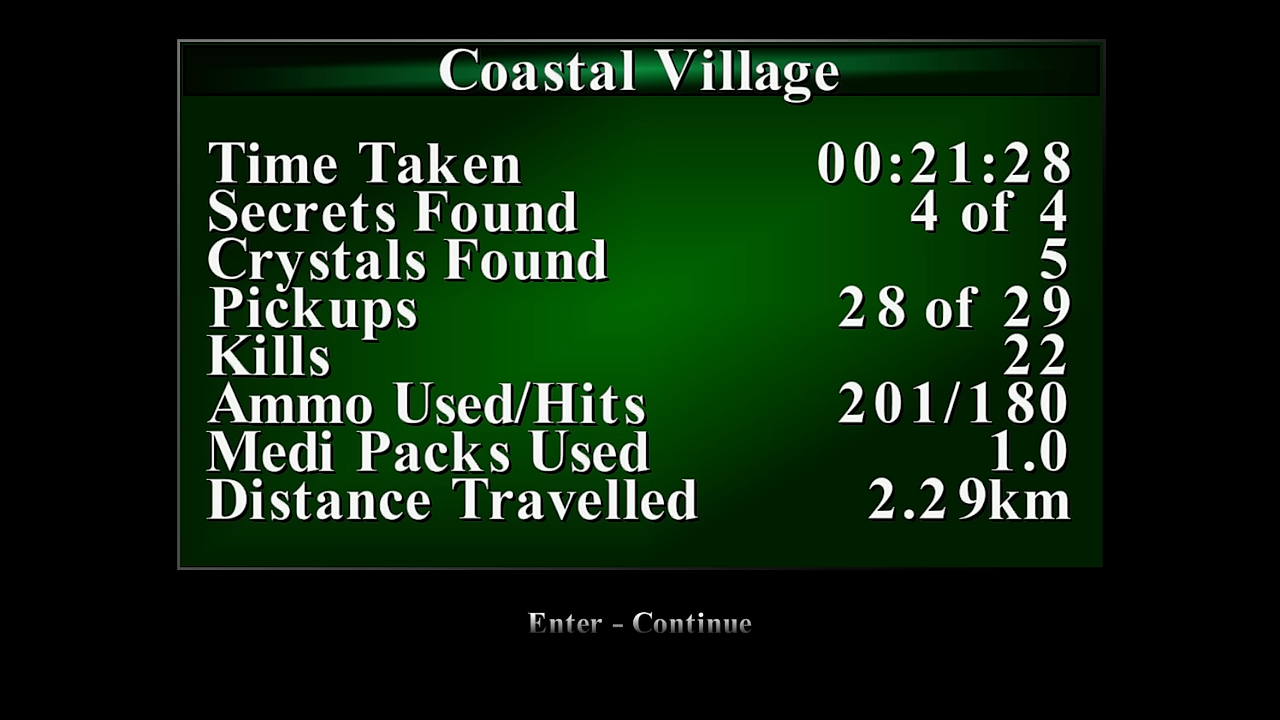 Coastal Village
Time Taken 00:21:28
Secrets Found 4 of 4
Crystals Found 5
Pickups 28 of 29
Kills 22
Ammo Used/Hits 201/180
Medi Packs Used 1.0
Distance Travelled 2.29km
Enter - Continue